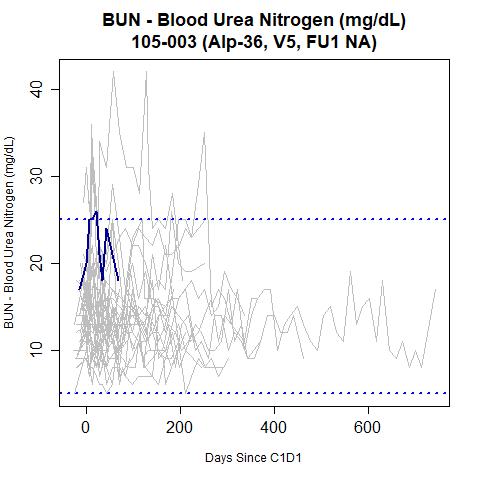 BUN - Blood Urea Nitrogen (mg/dL)
105-003 (Alp-36, V5, FU1 NA)
BUN - Blood Urea Nitrogen (mg/dL)
40
30
20
10
0
200
400
600
Days Since C1D1